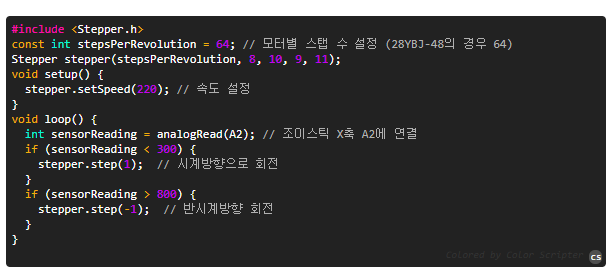 #include <Stepper.h>
const int stepsPerRevolution = 64; // 모터별 스탭 수 설정 (28YBJ-48의 경우 64)
Stepper stepper(stepsPerRevolution, 8, 10, 9, 11);
void setup() {
  stepper.setSpeed(220); // 속도 설정
}
void loop() {
  int sensorReading = analogRead(A2); // 조이스틱 X축 A2에 연결
  if (sensorReading < 300) {
    stepper.step(1);  // 시계방향으로 회전
  }
  if (sensorReading > 800) {
    stepper.step(-1);  // 반시계방향 회전
  }
}
Colored by Color Scripter
cs